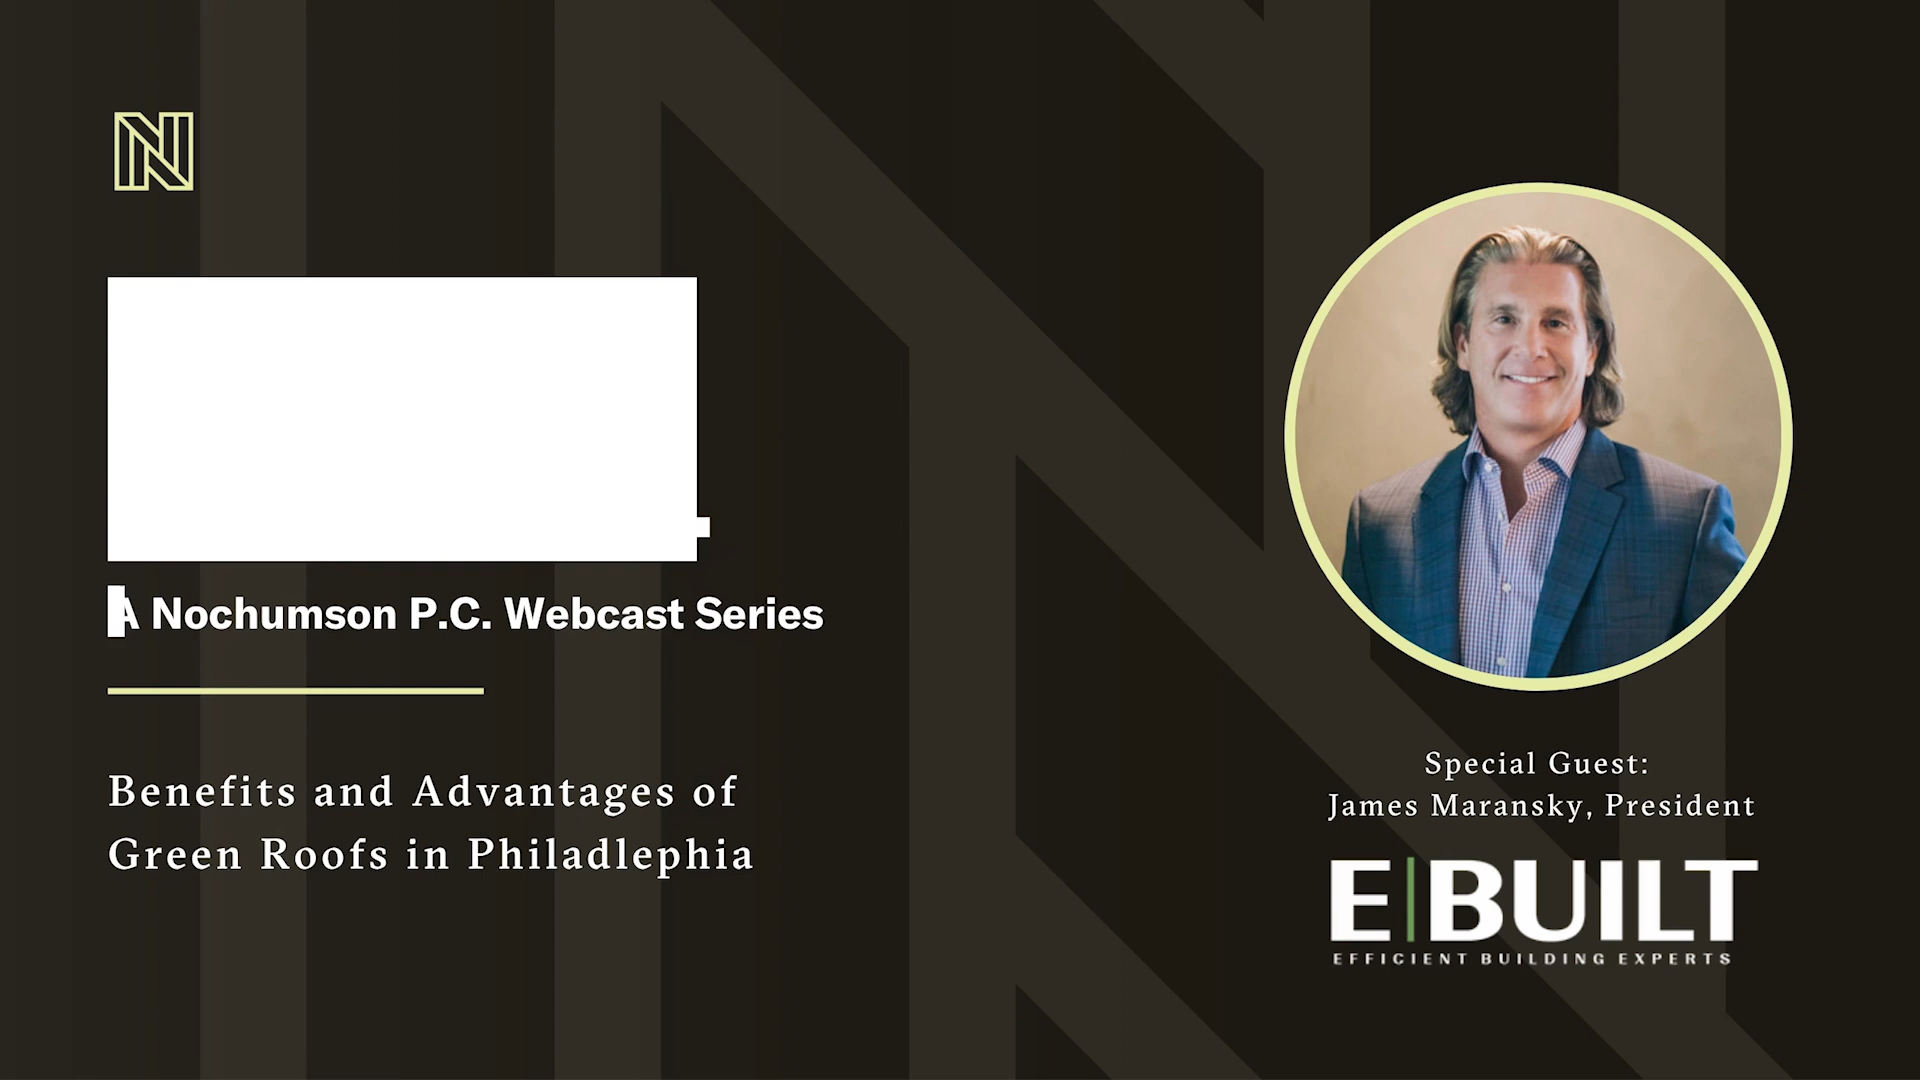 N
A Nochumson P.C. Webcast Series
Benefits and Advantages of
Green Roofs in Philadlephia
Special Guest:
James Maransky, President
E|BUILT
EFFICIENT BUILDING EXPERTS